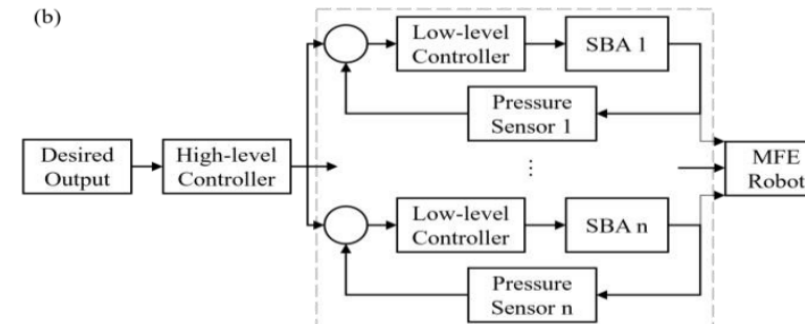 (b)
Low-level
Controller
SBA 1
Pressure
Sensor 1
Desired
Output
High-level
Controller
⋮
MFE
Robot
Low-level
Controller
SBA n
Pressure
Sensor n